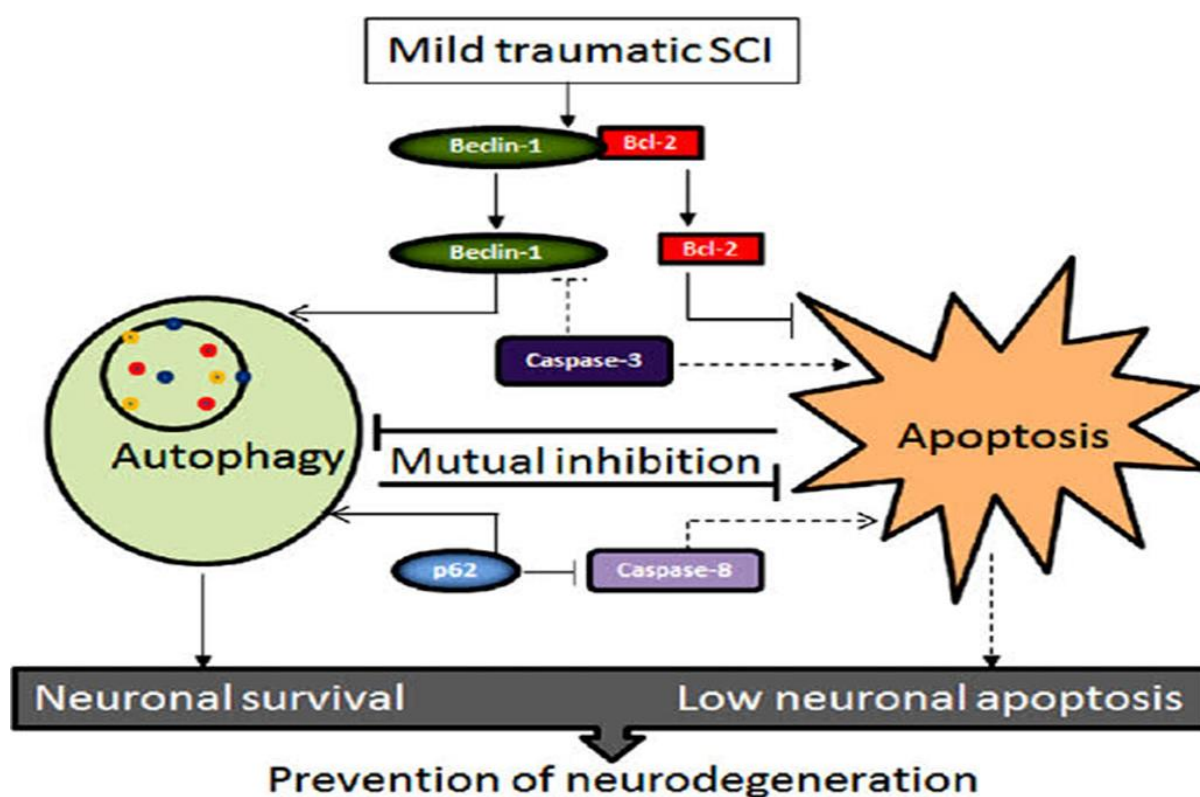 Mild traumatic SCI
Beclin-1
Bcl-2
Beclin-1
Bcl-2
Caspase-3
Autophagy
Mutual inhibition
Apoptosis
p62
Caspase-8
Neuronal survival
Low neuronal apoptosis
Prevention of neurodegeneration